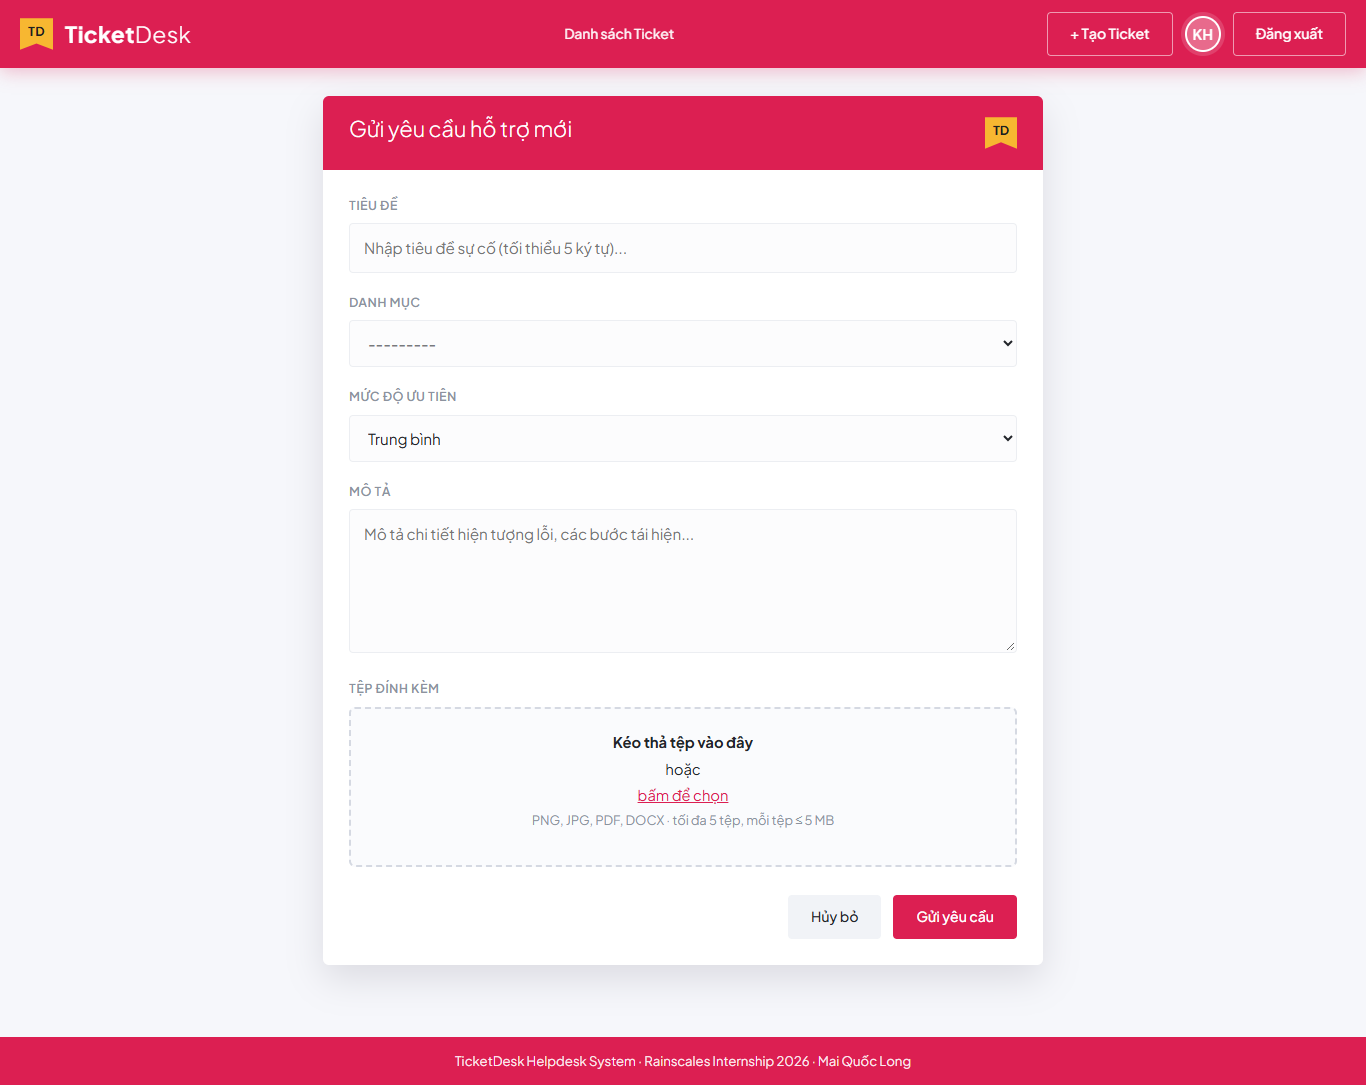 TD TicketDesk Danh sách Ticket + Tạo Ticket KH Đăng xuất
Gửi yêu cầu hỗ trợ mới TD
TIÊU ĐỀ
Nhập tiêu đề sự cố (tối thiểu 5 ký tự)...
DANH MỤC
---------
MỨC ĐỘ ƯU TIÊN
Trung bình
MÔ TẢ
Mô tả chi tiết hiện tượng lỗi, các bước tái hiện...
TỆP ĐÍNH KÈM
Kéo thả tệp vào đây
hoặc
bấm để chọn
PNG, JPG, PDF, DOCX · tối đa 5 tệp, mỗi tệp ≤ 5 MB
Hủy bỏ Gửi yêu cầu
TicketDesk Helpdesk System · Rainscales Internship 2026 · Mai Quốc Long